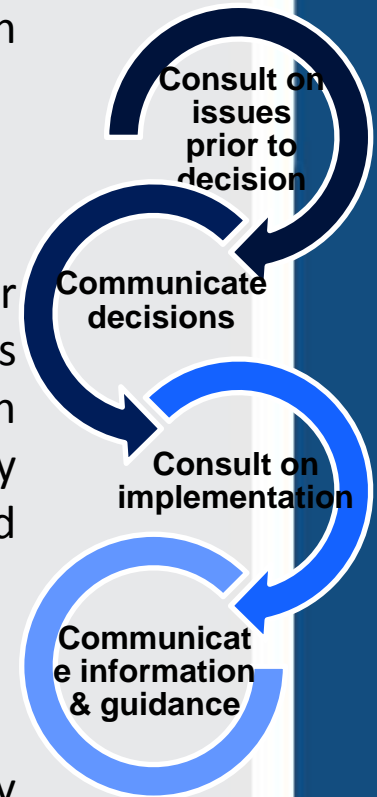 n
Consult on
issues
prior to
decision
r
Communicate
decisions
s
n
y
Consult on
implementation
d
Communicat
e information
& guidance
y